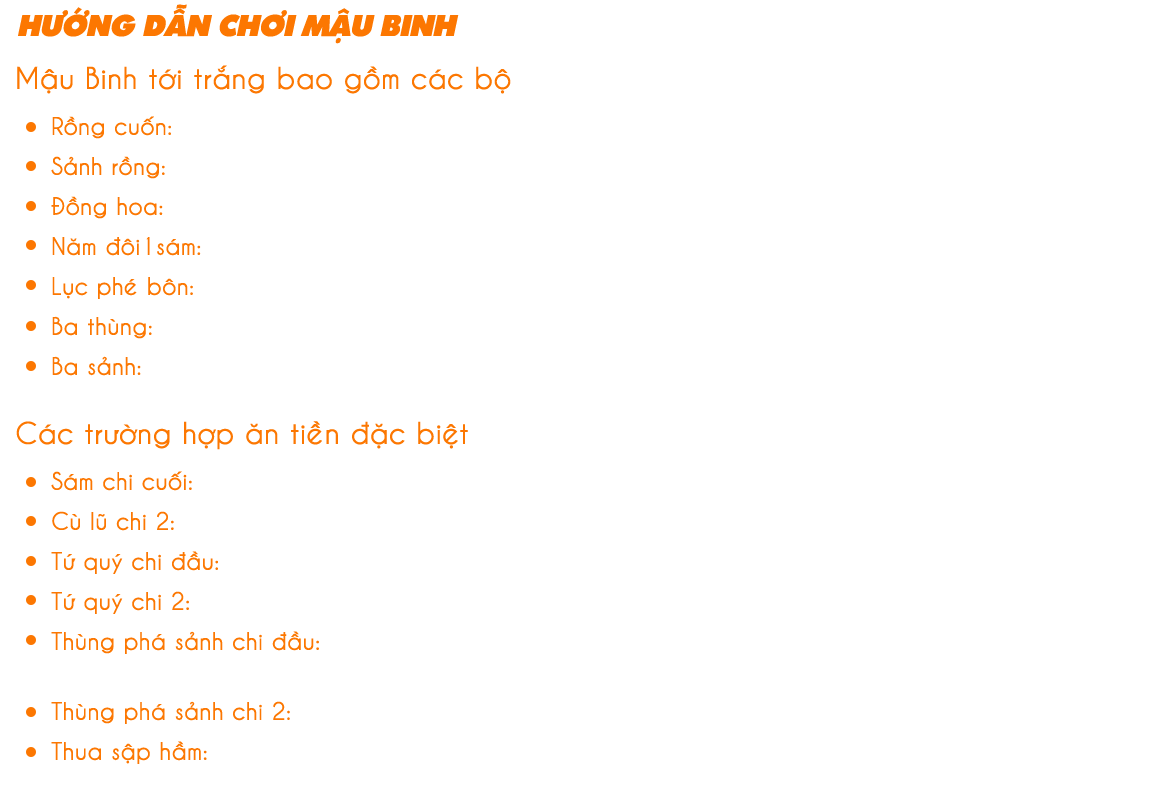 HƯỚNG DẪN CHƠI MẬU BINH
Mậu Binh tới trắng bao gồm các bộ
Rồng cuốn:
Sảnh rồng:
Đồng hoa:
Năm đôi 1 sám:
Lục phé bôn:
Ba thùng:
Ba sảnh:
Các trường hợp ăn tiền đặc biệt
Sám chi cuối:
Cù lũ chi 2:
Tứ quý chi đầu:
Tứ quý chi 2:
Thùng phá sảnh chi đầu:
Thùng phá sảnh chi 2:
Thua sập hầm: